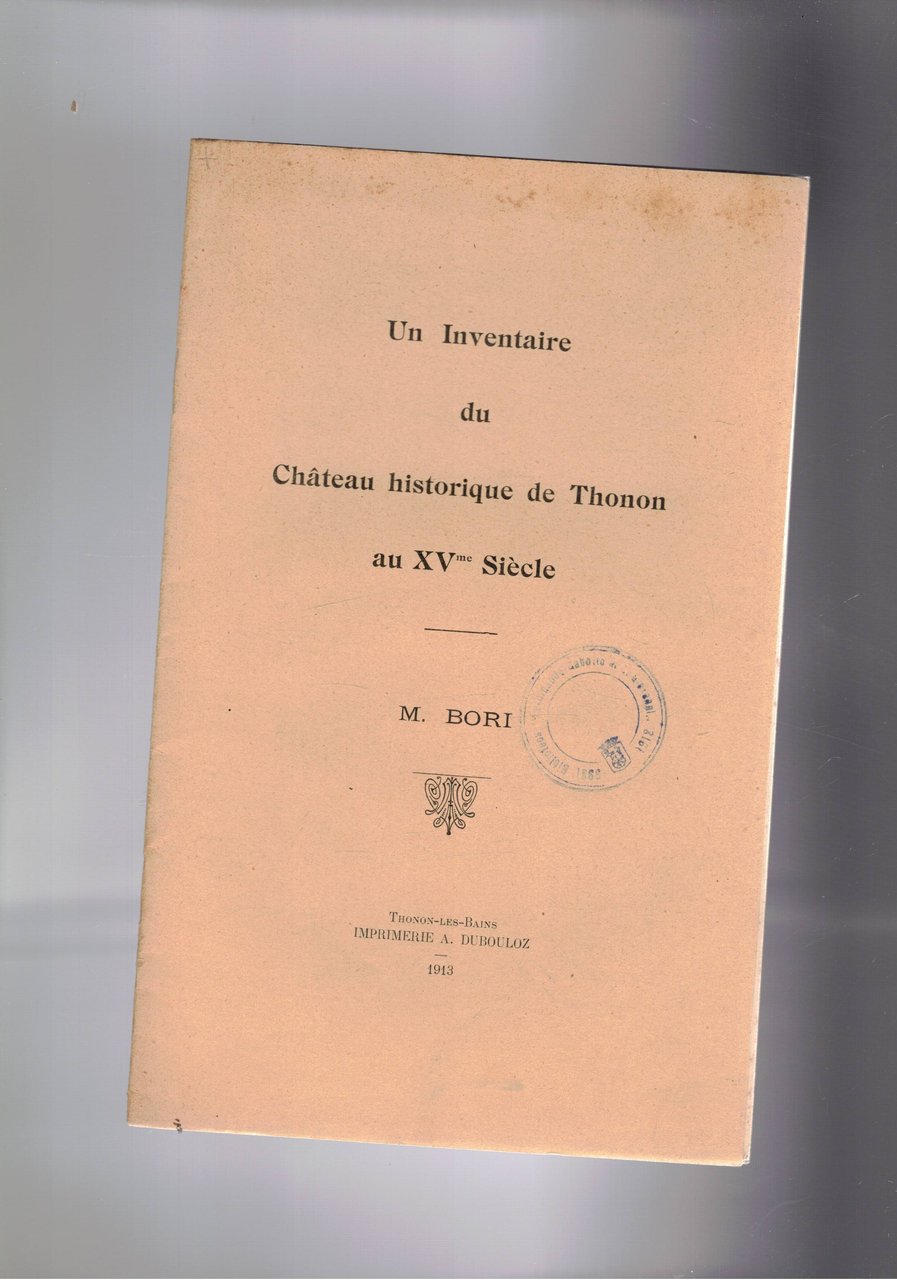 Un Inventaire
du
Château historique de Thonon
au XVme Siècle
M. BORI
THONON-LES-BAINS
IMPRIMERIE A. DUBOULOZ
1913